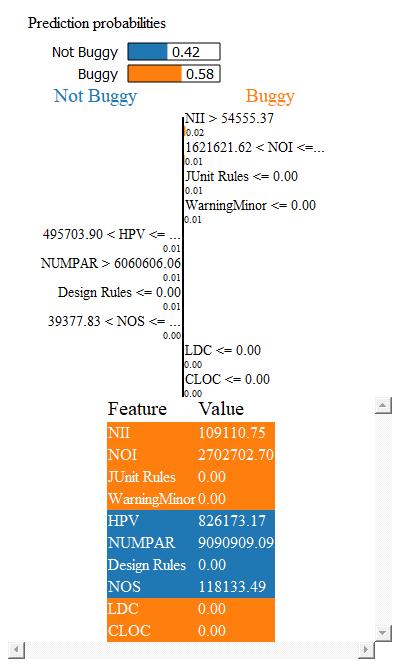 Prediction probabilities
Not Buggy 0.42
Buggy 0.58
Not Buggy Buggy
NII > 54555.37
0.02
1621621.62 < NOI <=...
0.01
JUnit Rules <= 0.00
0.01
WarningMinor <= 0.00
0.01
495703.90 < HPV <= ...
0.01
NUMPAR > 6060606.06
0.01
Design Rules <= 0.00
0.01
39377.83 < NOS <= ...
0.00
LDC <= 0.00
0.00
CLOC <= 0.00
0.00
Feature Value
NII 109110.75
NOI 2702702.70
JUnit Rules 0.00
WarningMinor 0.00
HPV 826173.17
NUMPAR 9090909.09
Design Rules 0.00
NOS 118133.49
LDC 0.00
CLOC 0.00